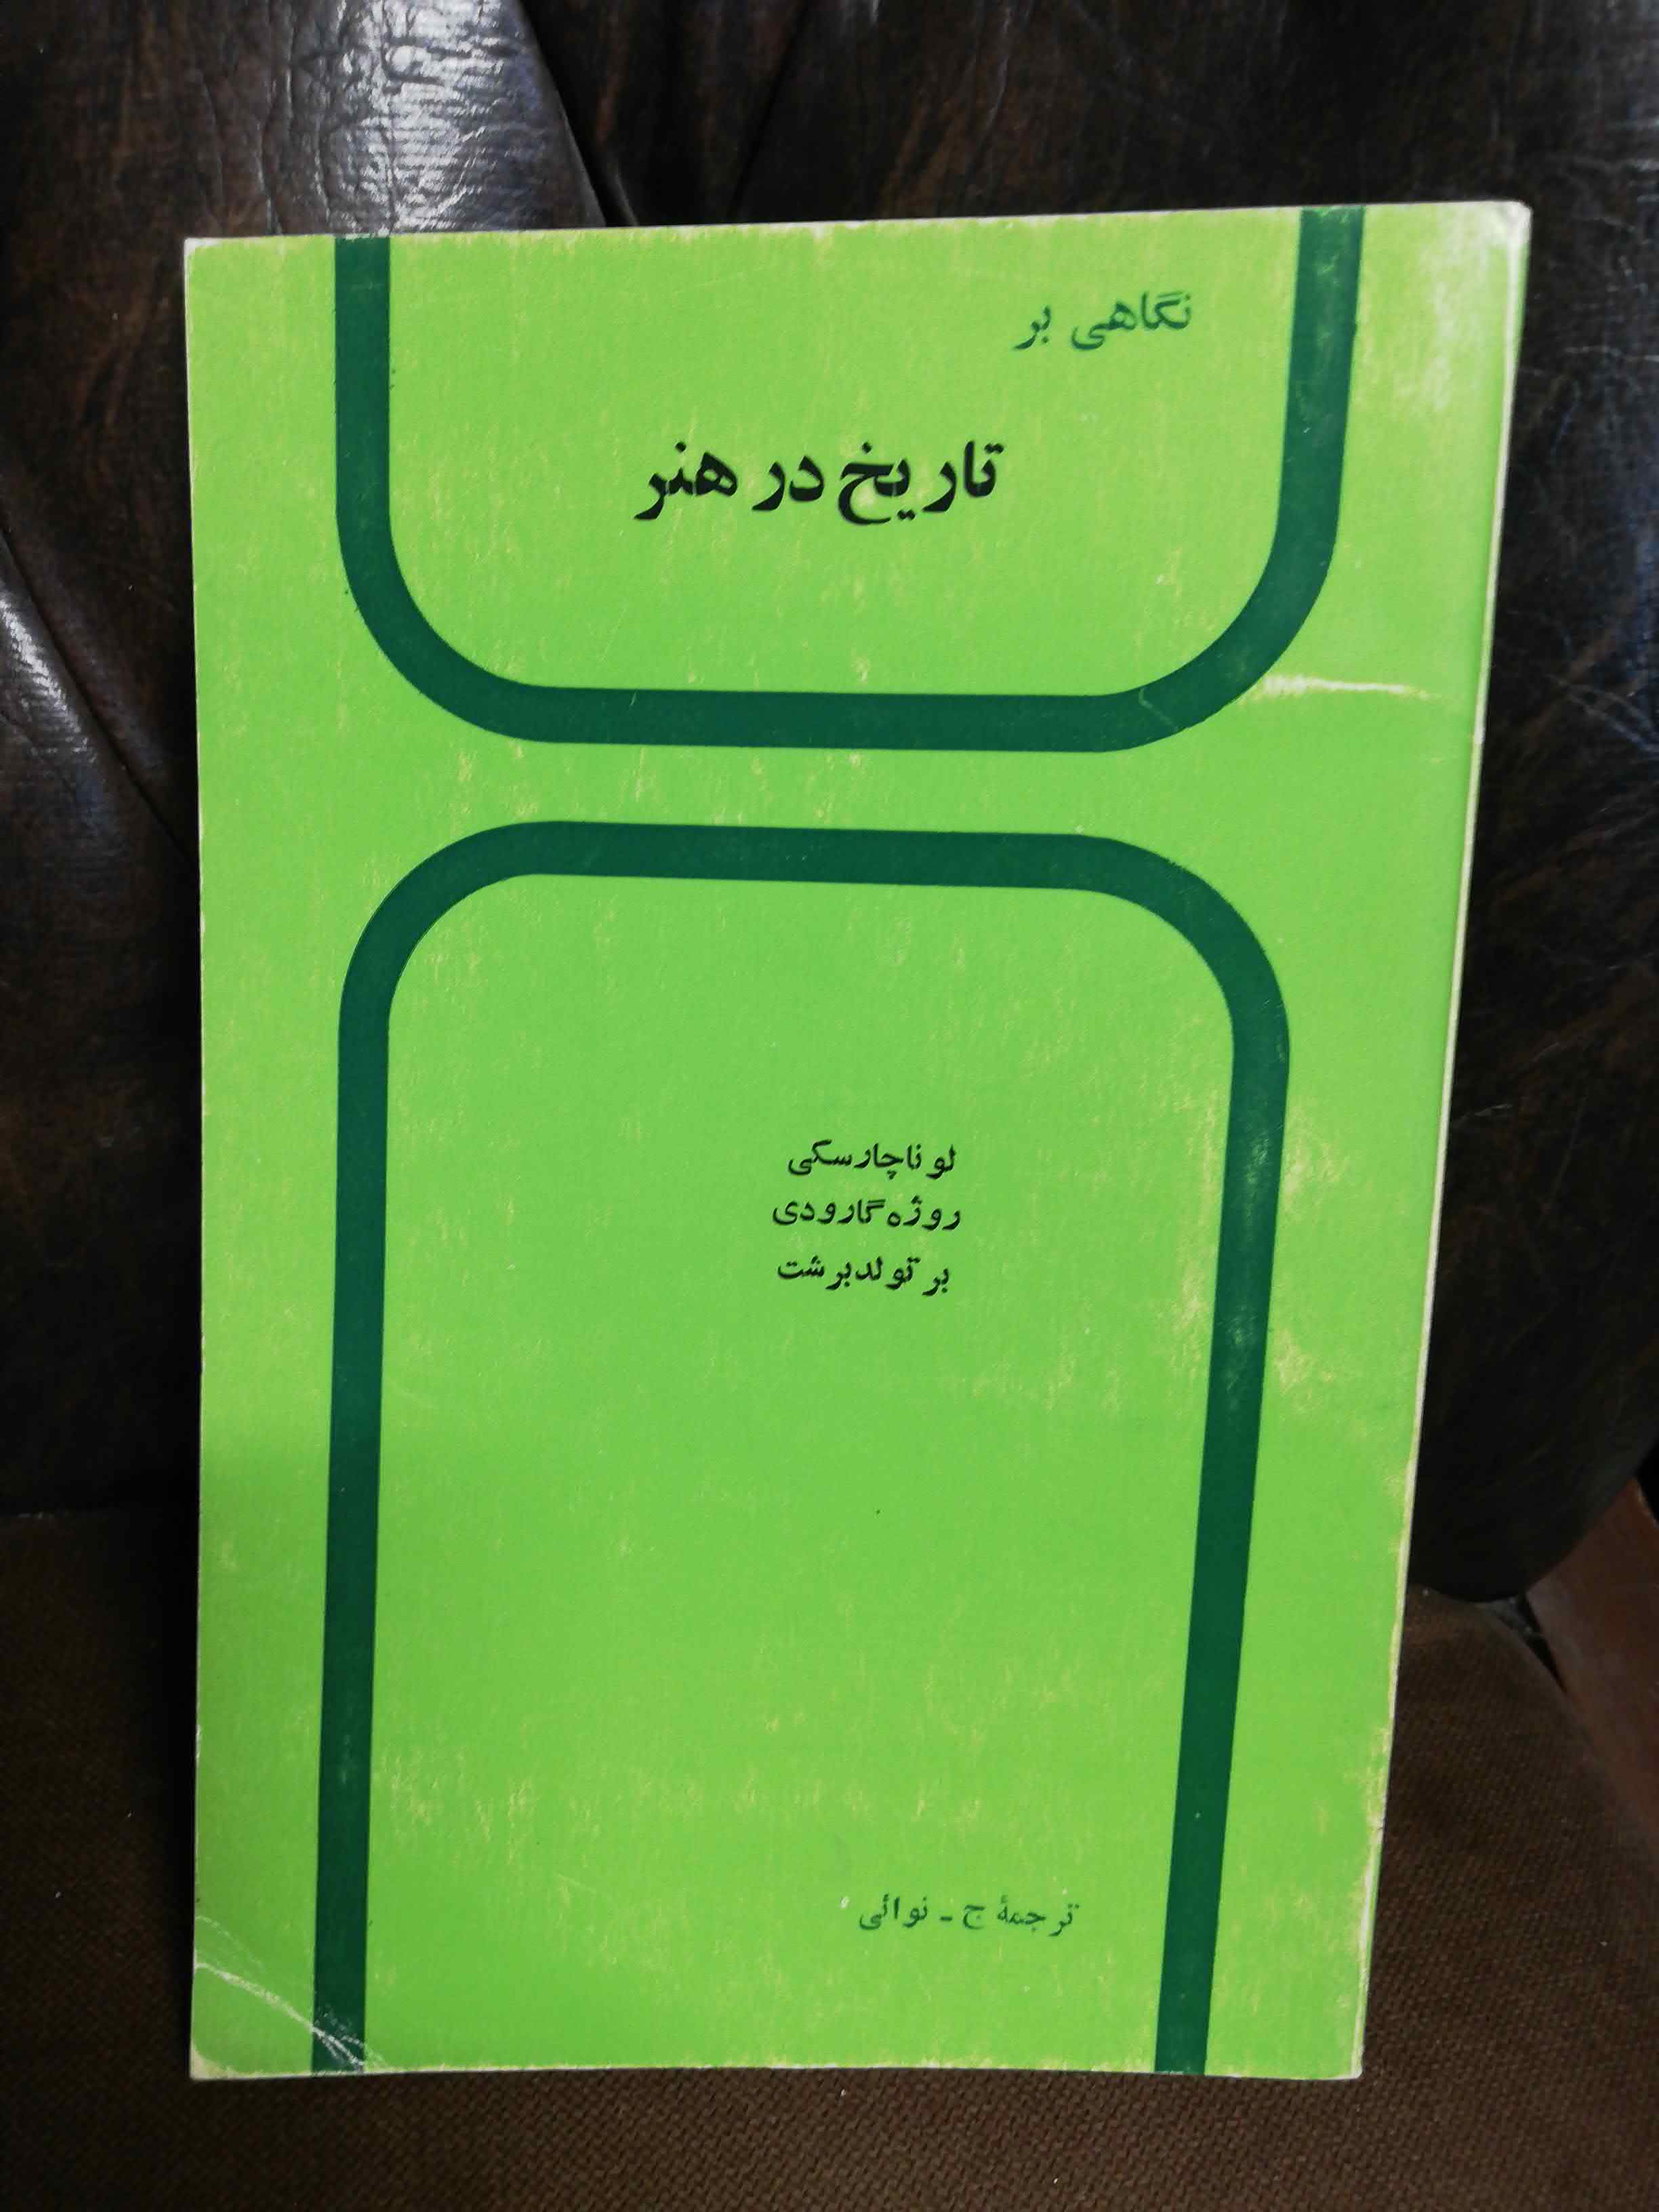 نگاهی بر
تاریخ در هنر
لوناچارسکی
روژه گارودی
برتولد برشت
ترجمهٔ ج - نوائی